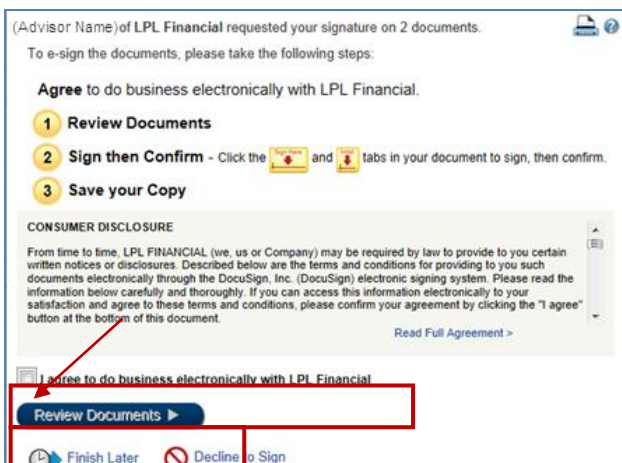 (Advisor Name)of LPL Financial requested your signature on 2 documents.
To e-sign the documents, please take the following steps:
Agree to do business electronically with LPL Financial.
1 Review Documents
2 Sign then Confirm - Click the Sign Here and Initial tabs in your document to sign, then confirm.
3 Save your Copy
CONSUMER DISCLOSURE
From time to time, LPL FINANCIAL (we, us or Company) may be required by law to provide to you certain
written notices or disclosures. Described below are the terms and conditions for providing to you such
documents electronically through the DocuSign, Inc. (DocuSign) electronic signing system. Please read the
information below carefully and thoroughly. If you can access this information electronically to your
satisfaction and agree to these terms and conditions, please confirm your agreement by clicking the "I agree"
button at the bottom of this document.
Read Full Agreement >
I agree to do business electronically with LPL Financial
Review Documents
Finish Later Decline to Sign